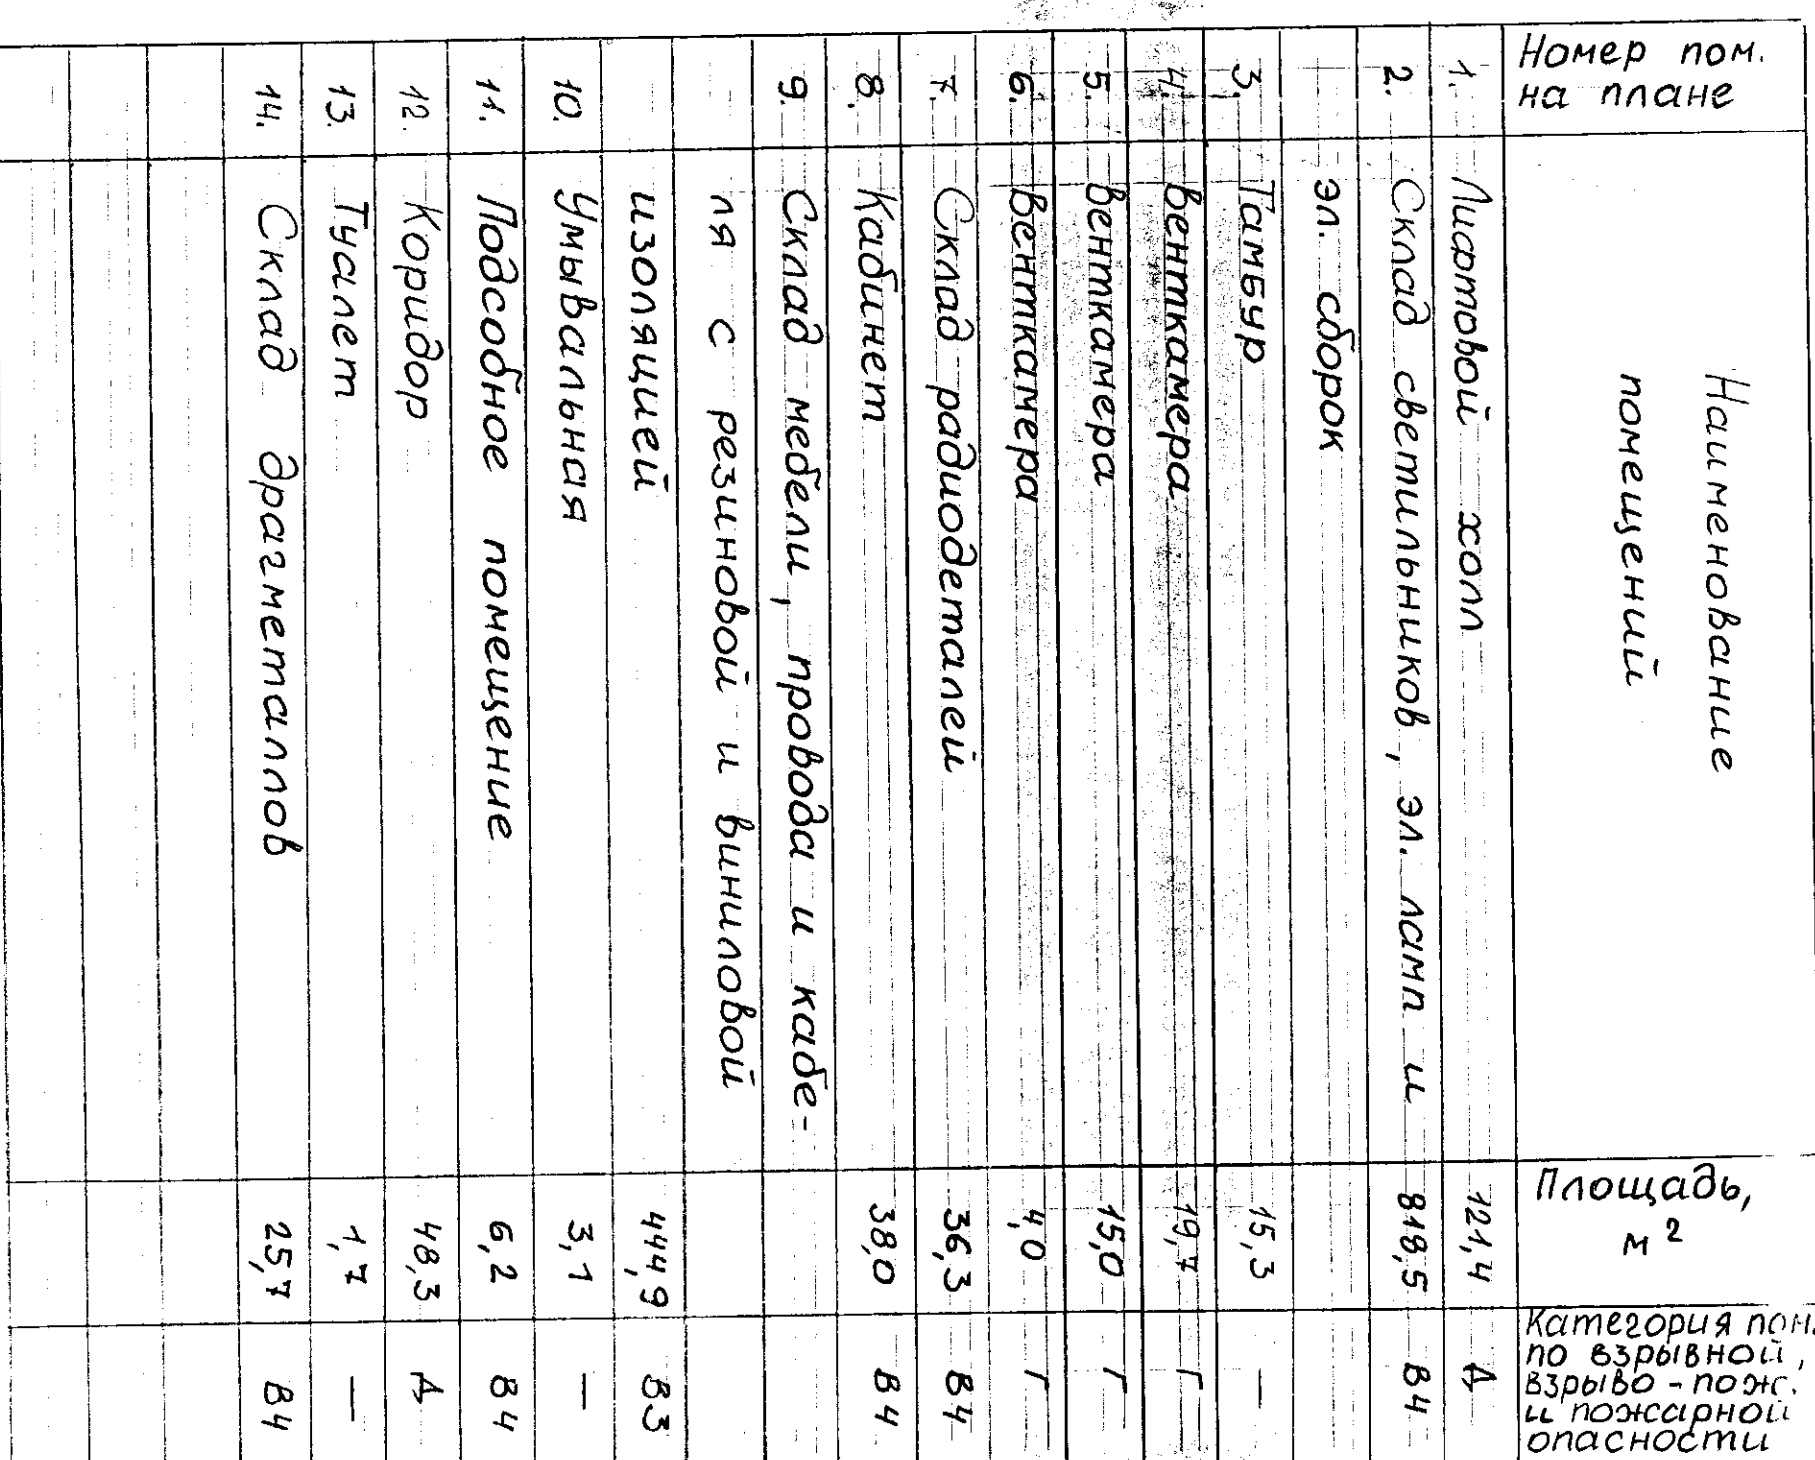 Номер пом.
на плане
Наименование
помещений
Площадь,
м²
Категория пом.
по взрывной,
взрыво-пож.
и пожарной
опасности
1. Лифтовой холл 121,4 Д
2. Склад светильников, эл. ламп и 818,5 В4
эл. сборок
3. Тамбур 15,3 —
4. Венткамера 19,7 Г
5. Венткамера 15,0 Г
6. Венткамера 4,0 Г
7. Склад радиодеталей 36,3 В4
8. Кабинет 38,0 В4
9. Склад мебели, провода и кабе-
ля с резиновой и виниловой
изоляцией 444,9 В3
10. Умывальная 3,1 —
11. Подсобное помещение 6,2 В4
12. Коридор 48,3 Д
13. Туалет 1,7 —
14. Склад драгметаллов 25,7 В4